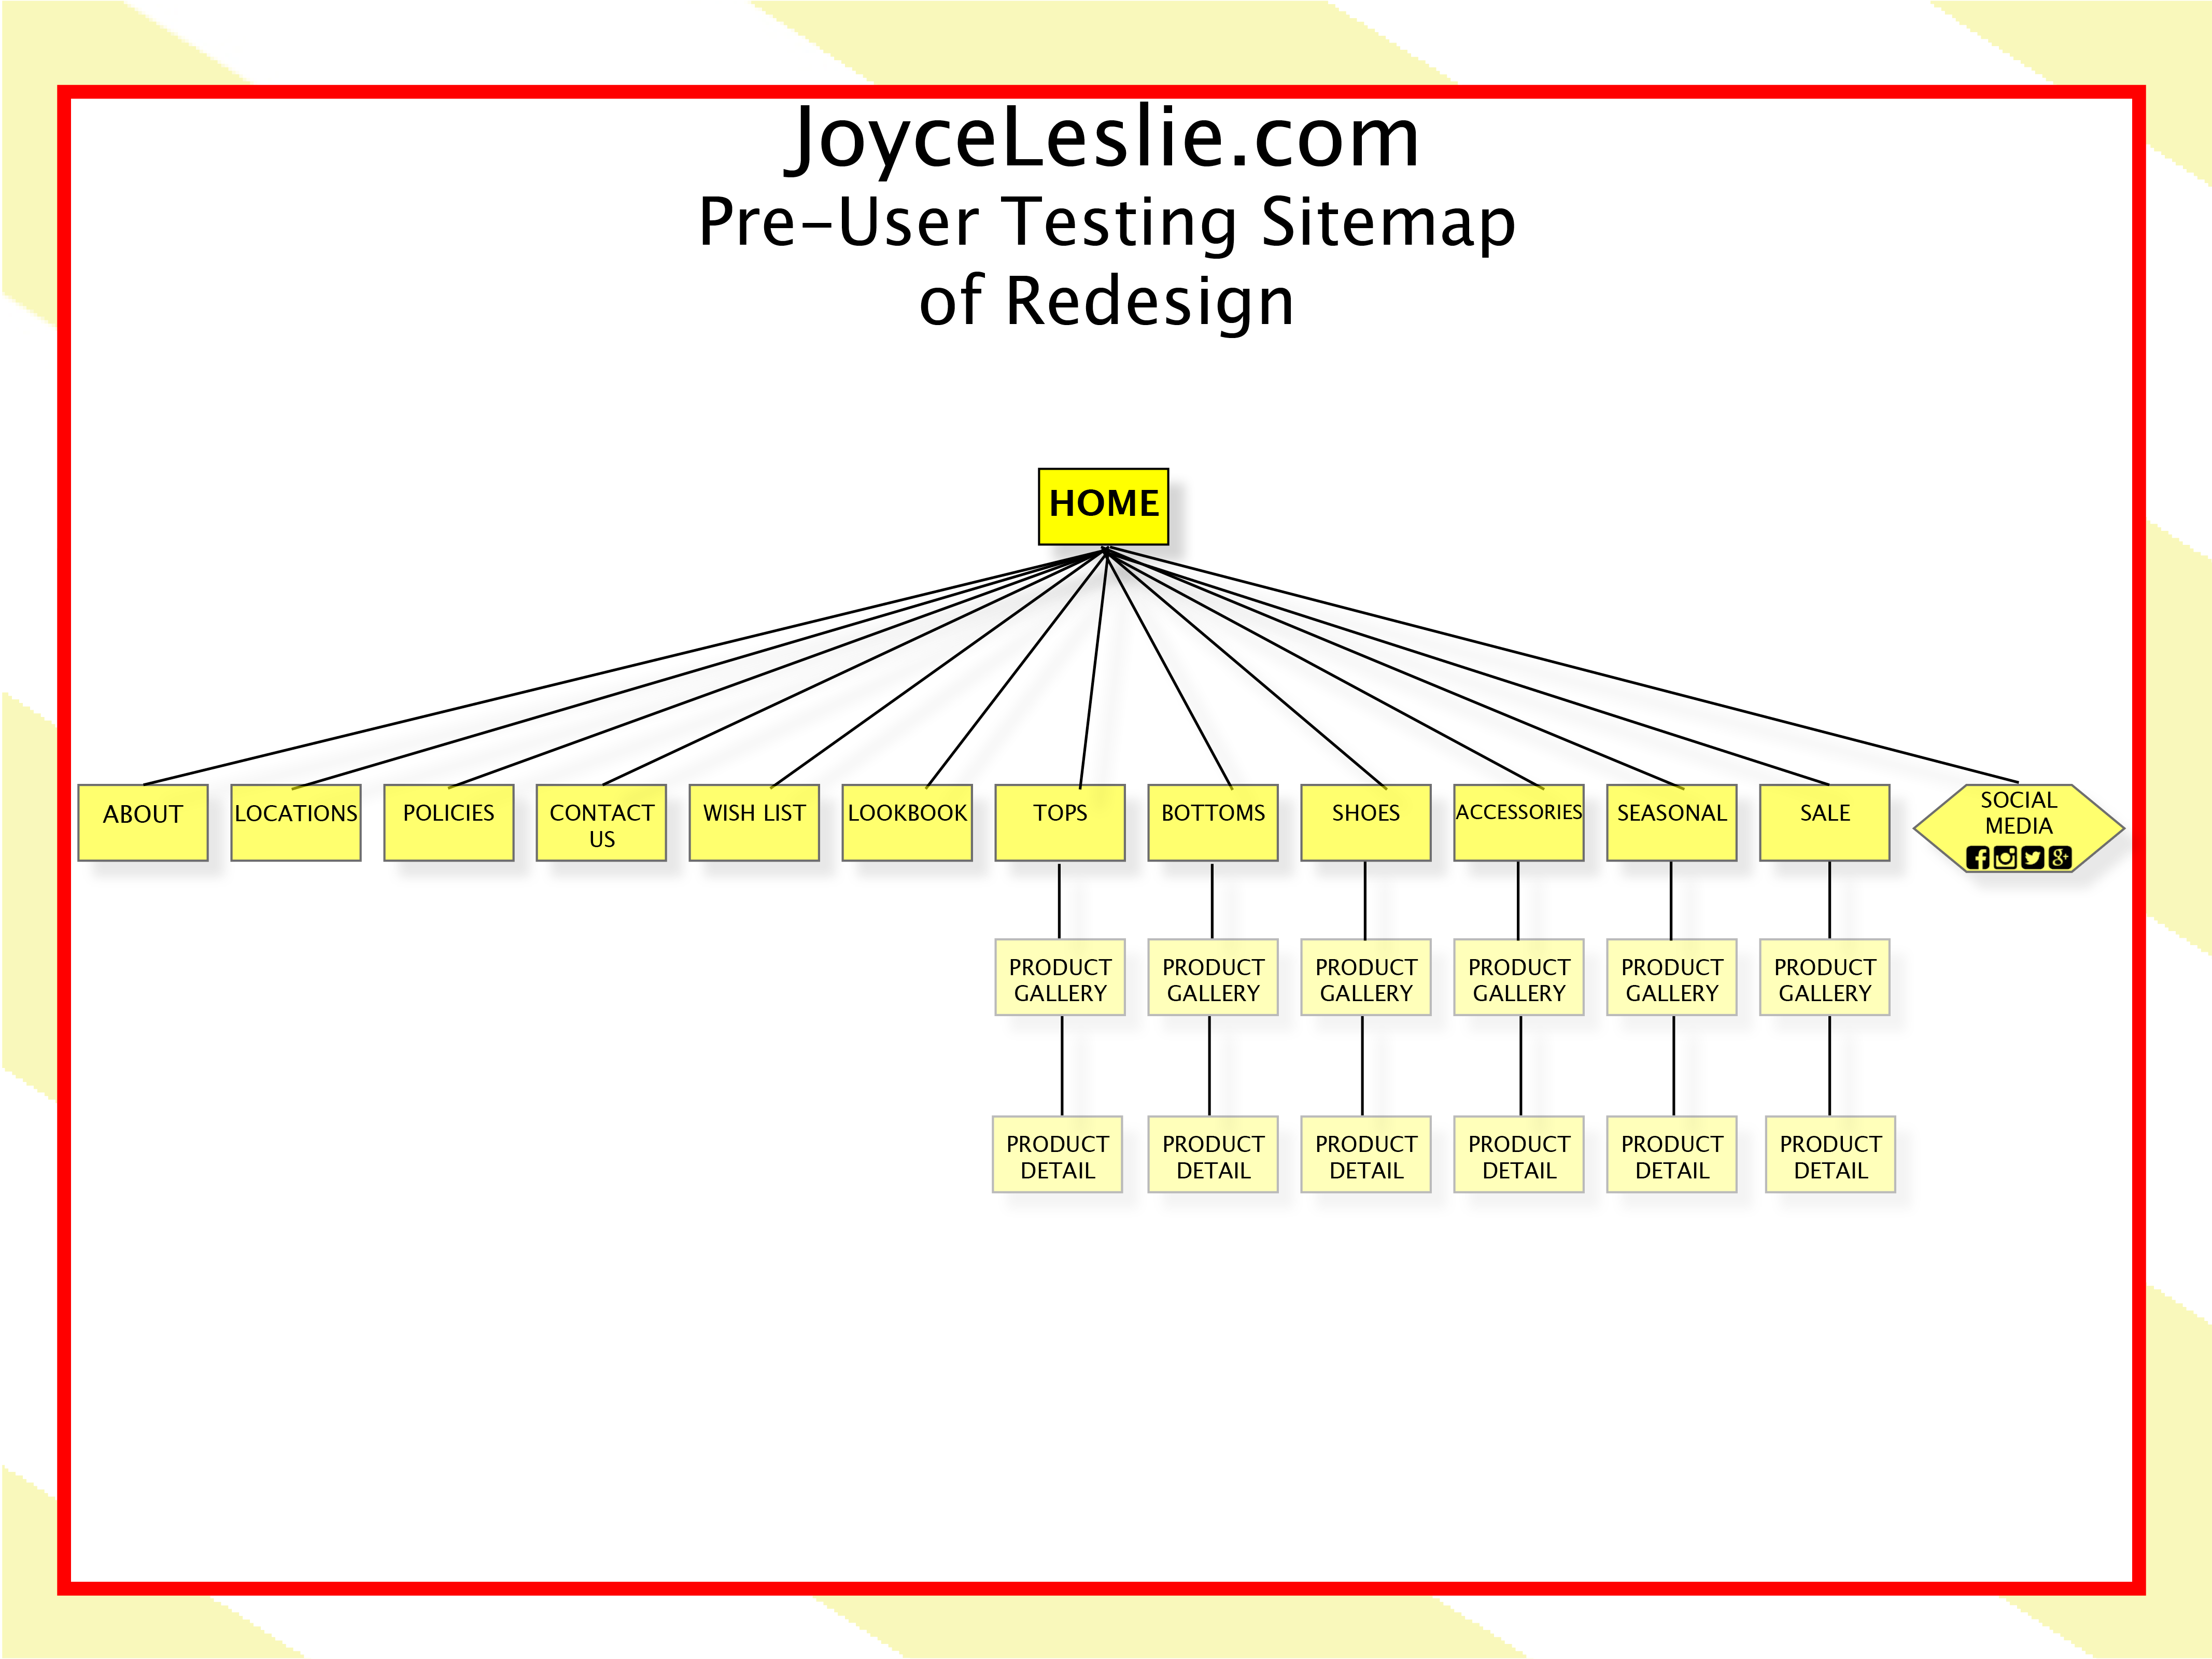 JoyceLeslie.com
Pre-User Testing Sitemap
of Redesign
HOME
ABOUT
LOCATIONS
POLICIES
CONTACT
US
WISH LIST
LOOKBOOK
TOPS
BOTTOMS
SHOES
ACCESSORIES
SEASONAL
SALE
SOCIAL
MEDIA
PRODUCT
GALLERY
PRODUCT
GALLERY
PRODUCT
GALLERY
PRODUCT
GALLERY
PRODUCT
GALLERY
PRODUCT
GALLERY
PRODUCT
DETAIL
PRODUCT
DETAIL
PRODUCT
DETAIL
PRODUCT
DETAIL
PRODUCT
DETAIL
PRODUCT
DETAIL